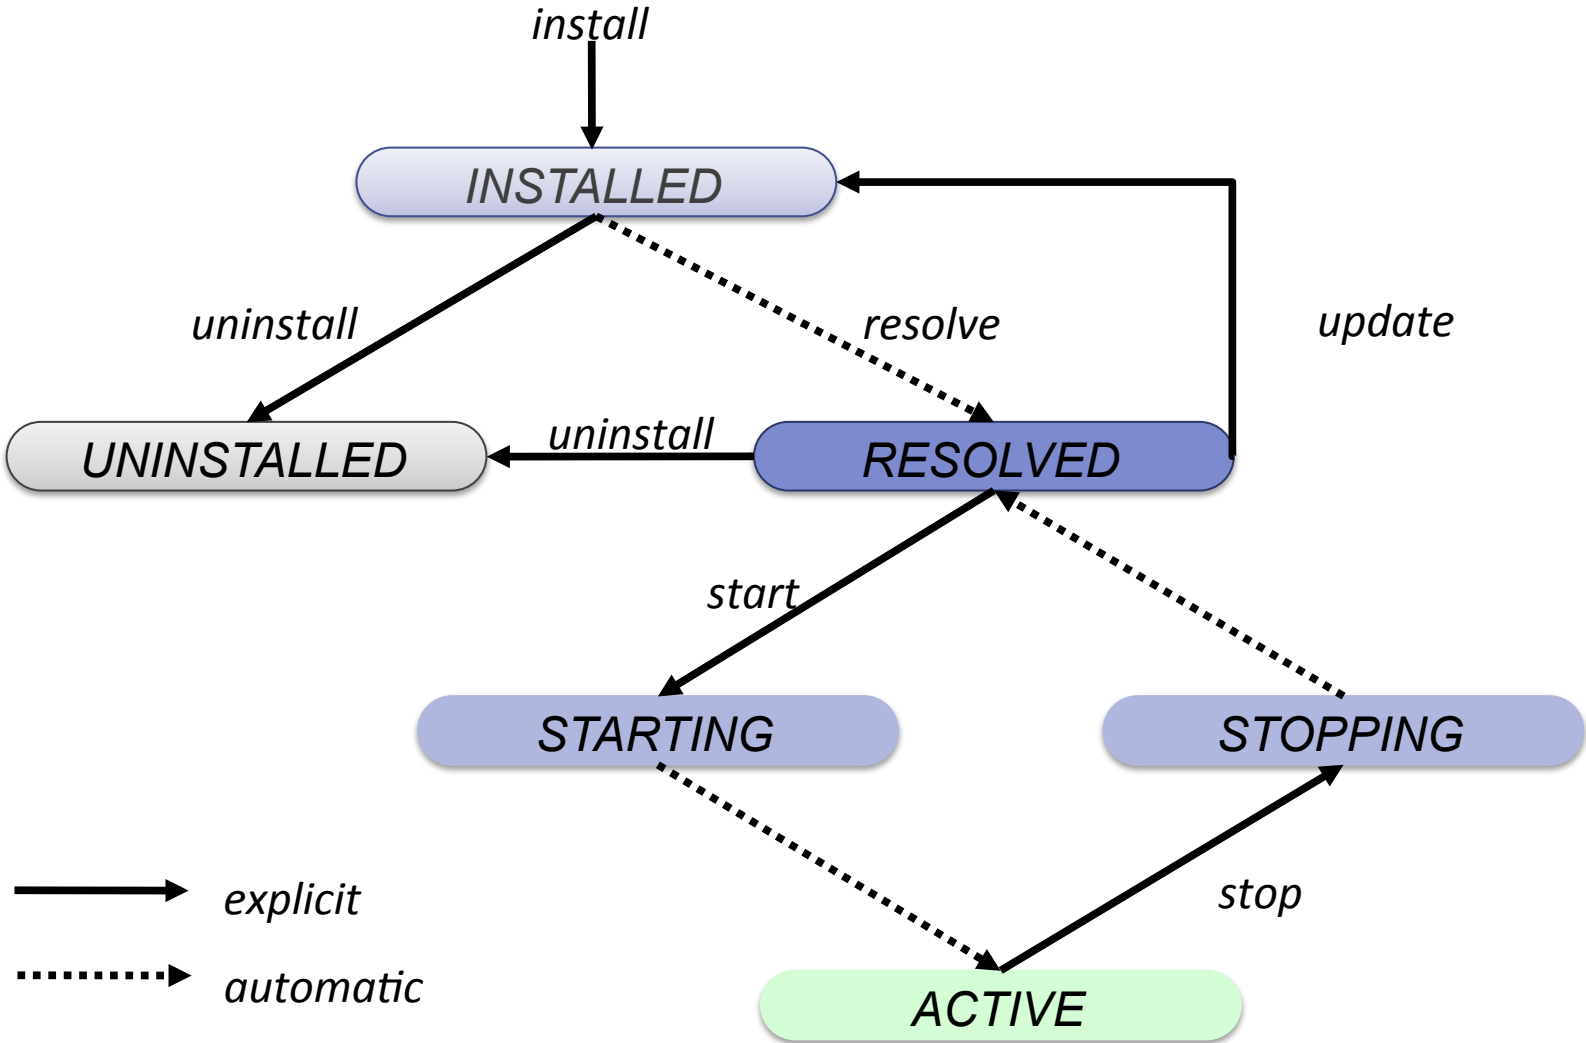 install
INSTALLED
uninstall
resolve
update
UNINSTALLED
uninstall
RESOLVED
start
STARTING
STOPPING
explicit
stop
automatic
ACTIVE